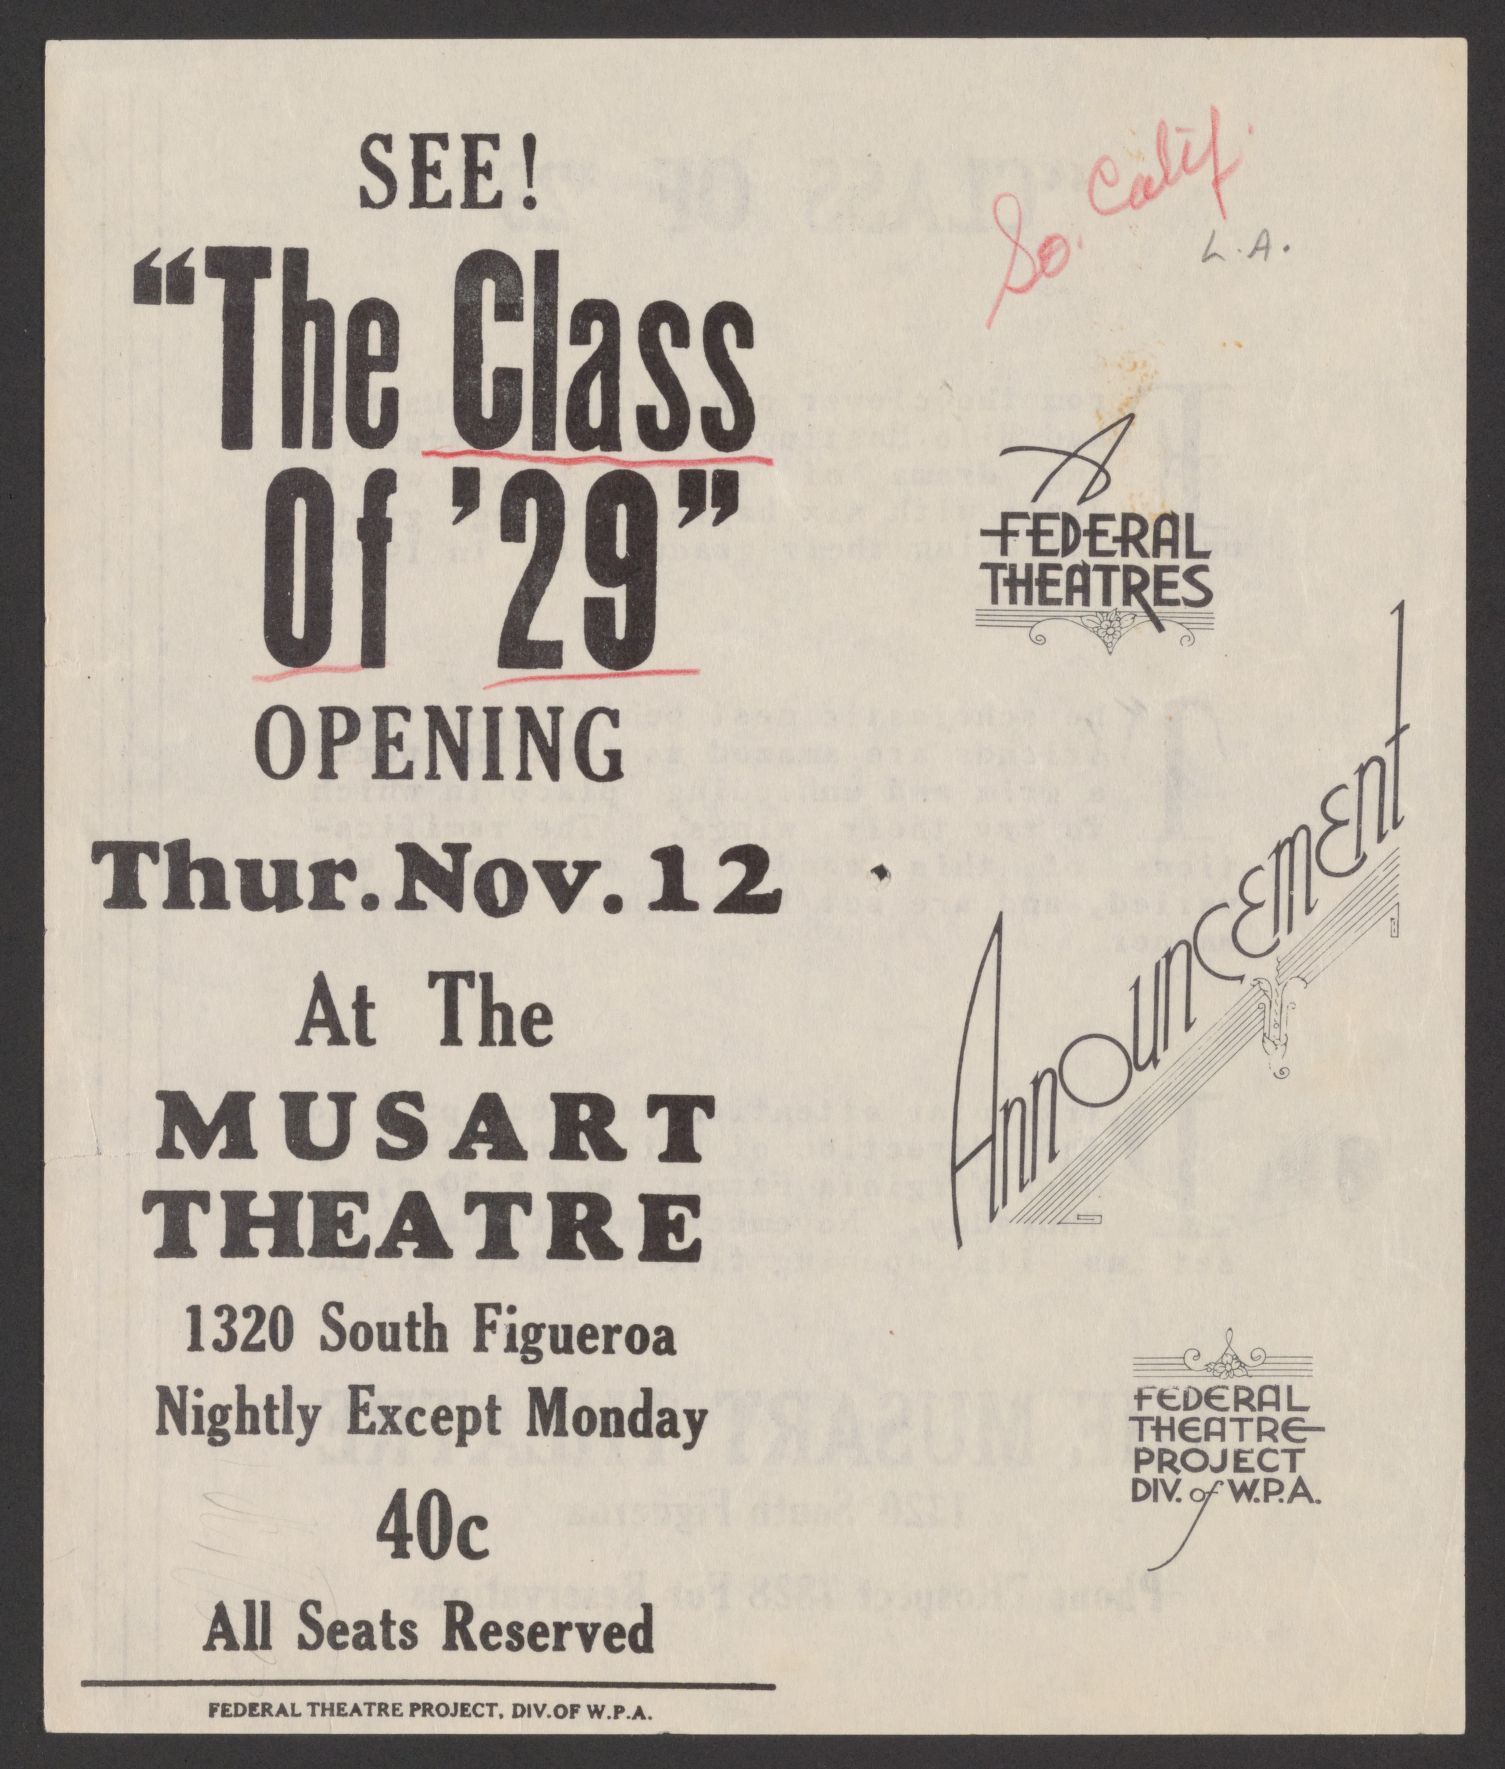 SEE!
“The Class
Of ’29”
OPENING
Thur. Nov. 12
At The
MUSART
THEATRE
1320 South Figueroa
Nightly Except Monday
40c
All Seats Reserved
FEDERAL THEATRE PROJECT, DIV. OF W.P.A.
So. Calif.
L.A.
A
FEDERAL
THEATRES
Announcement
FEDERAL
THEATRE
PROJECT
DIV. of W.P.A.